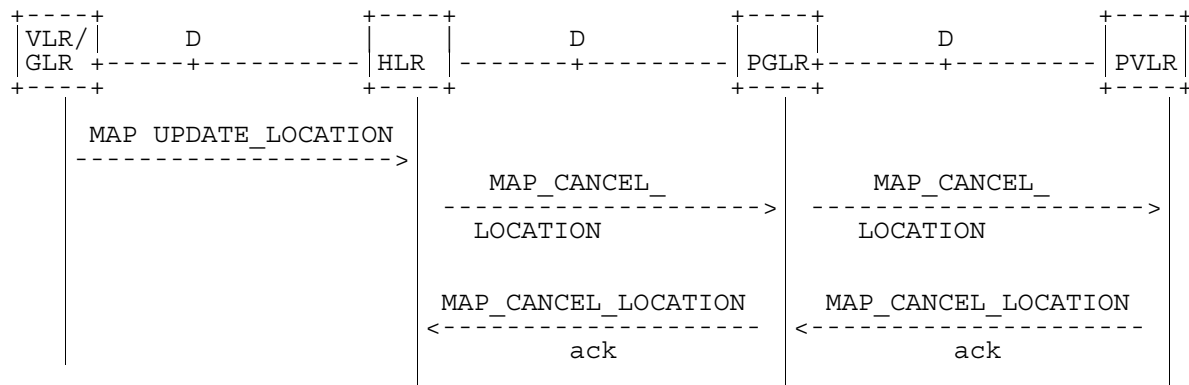 VLR/ D D D
GLR HLR PGLR PVLR
MAP UPDATE_LOCATION
MAP_CANCEL_ MAP_CANCEL_
LOCATION LOCATION
MAP_CANCEL_LOCATION MAP_CANCEL_LOCATION
ack ack